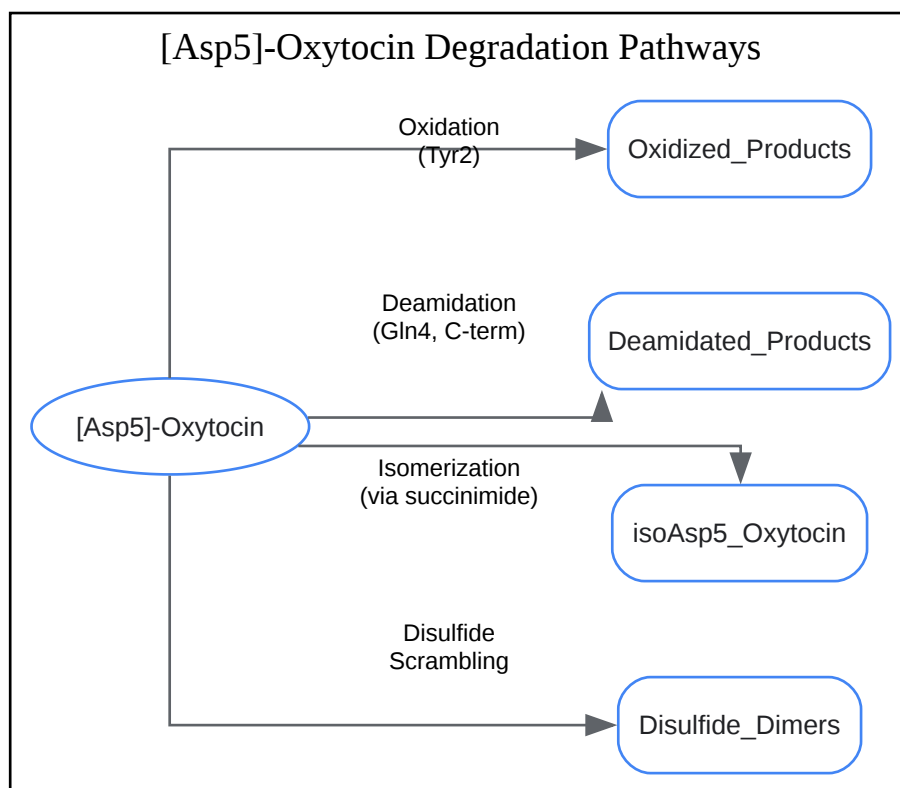 [Asp5]-Oxytocin Degradation Pathways
Oxidation
(Tyr2)
Oxidized_Products
Deamidation
(Gln4, C-term)
Deamidated_Products
[Asp5]-Oxytocin
Isomerization
(via succinimide)
isoAsp5_Oxytocin
Disulfide
Scrambling
Disulfide_Dimers